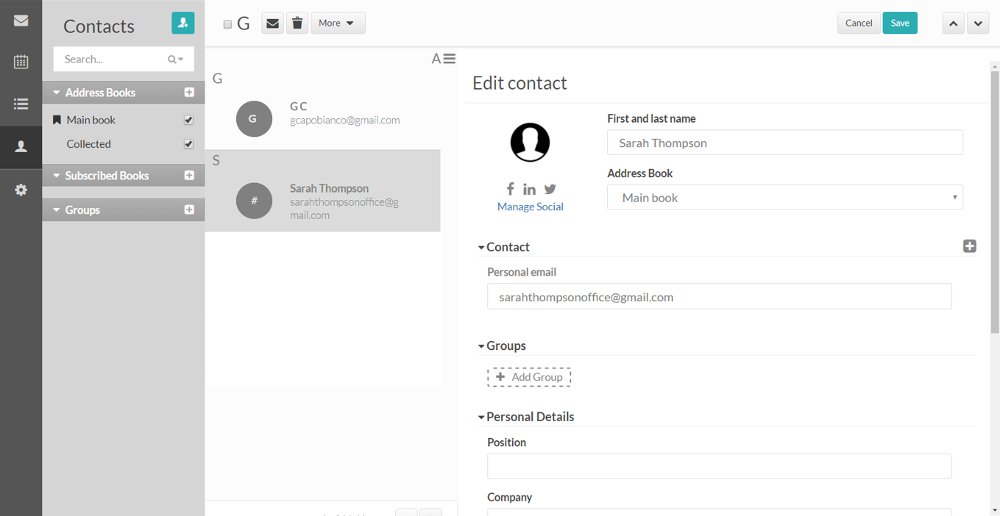 Contacts
Search...
Address Books
Main book
Collected
Subscribed Books
Groups
G
More
Cancel
Save
A
G
G
G C
gcapobianco@gmail.com
S
#
Sarah Thompson
sarahthompsonoffice@g
mail.com
Edit contact
Manage Social
First and last name
Sarah Thompson
Address Book
Main book
Contact
Personal email
sarahthompsonoffice@gmail.com
Groups
Add Group
Personal Details
Position
Company